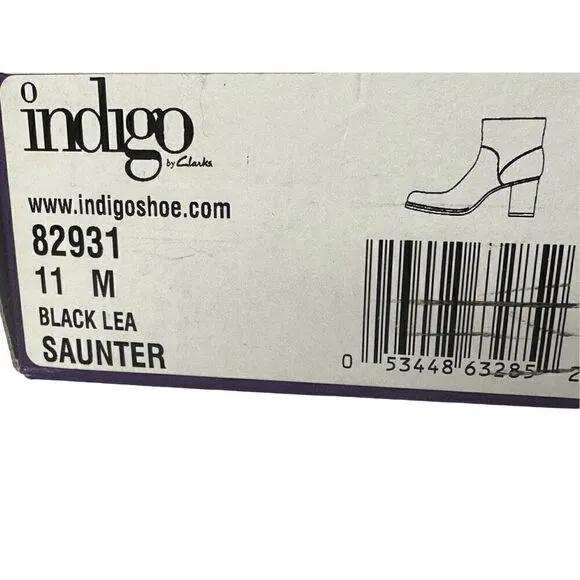 indigo
by Clarks
www.indigoshoe.com
82931
11 M
BLACK LEA
SAUNTER
0 53448 63285 2